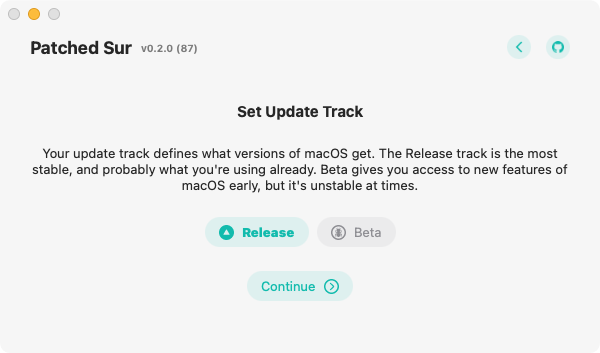 Patched Sur v0.2.0 (87)
Set Update Track
Your update track defines what versions of macOS get. The Release track is the most
stable, and probably what you're using already. Beta gives you access to new features of
macOS early, but it's unstable at times.
Release Beta
Continue